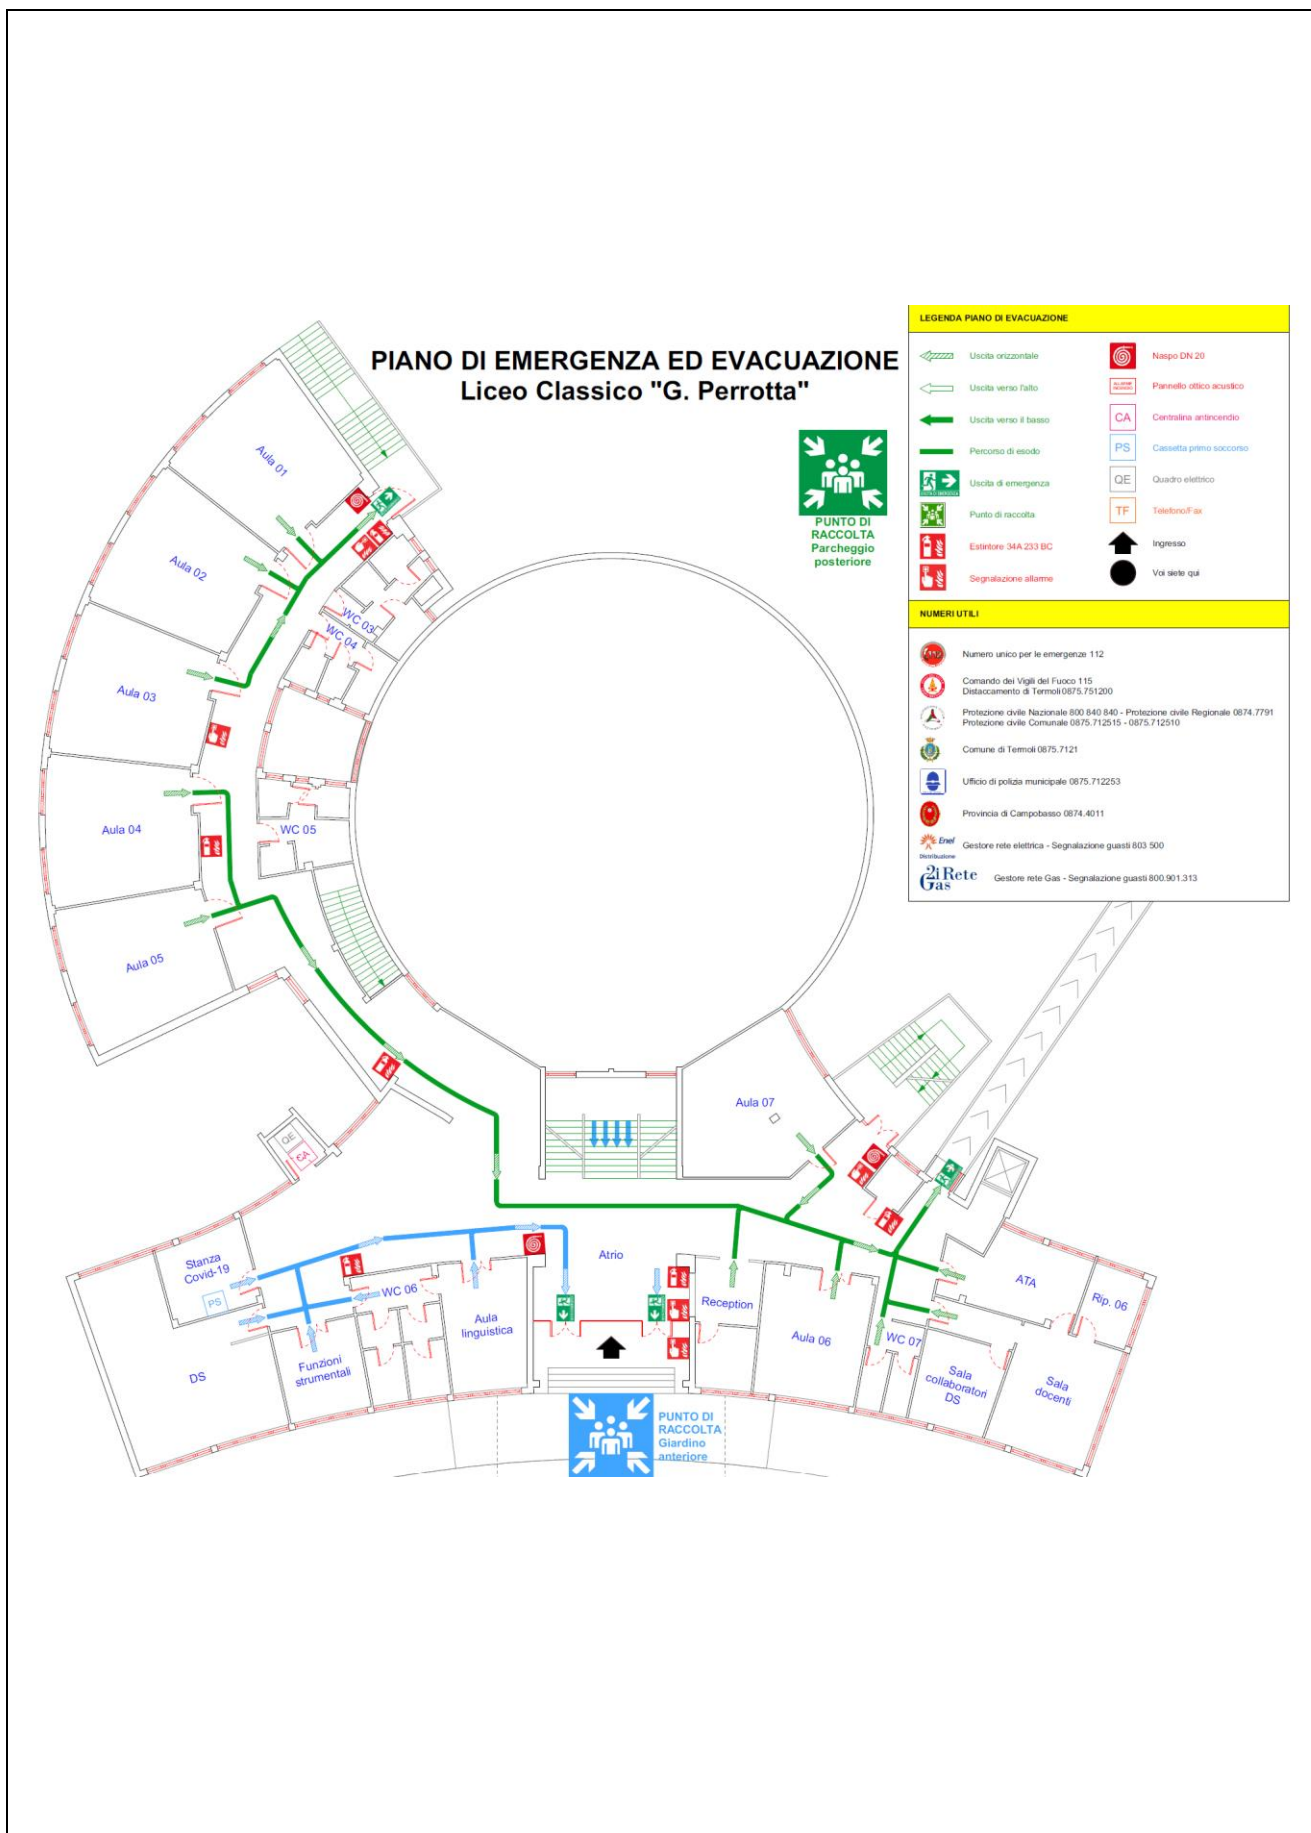 PIANO DI EMERGENZA ED EVACUAZIONE
Liceo Classico "G. Perrotta"
PUNTO DI
RACCOLTA
Parcheggio
posteriore
LEGENDA PIANO DI EVACUAZIONE
Uscita orizzontale
Uscita verso l'alto
Uscita verso il basso
Percorso di esodo
Uscita di emergenza
Punto di raccolta
Estintore 34A 233 BC
Segnalazione allarme
Naspo DN 20
Pannello ottico acustico
CA
Centralina antincendio
PS
Cassetta primo soccorso
QE
Quadro elettrico
TF
Telefono/Fax
Ingresso
Voi siete qui
NUMERI UTILI
Numero unico per le emergenze 112
Comando dei Vigili del Fuoco 115
Distaccamento di Termoli 0875.751200
Protezione civile Nazionale 800 840 840 - Protezione civile Regionale 0874.7791
Protezione civile Comunale 0875.712515 - 0875.712510
Comune di Termoli 0875.7121
Ufficio di polizia municipale 0875.712253
Provincia di Campobasso 0874.4011
Enel
Distribuzione
Gestore rete elettrica - Segnalazione guasti 803 500
2i Rete
Gas
Gestore rete Gas - Segnalazione guasti 800.901.313
Aula 01
Aula 02
Aula 03
Aula 04
Aula 05
WC 03
WC 04
WC 05
Aula 07
QE
CA
Stanza
Covid-19
PS
DS
Funzioni
strumentali
WC 06
Aula
linguistica
Atrio
Reception
Aula 06
WC 07
Sala
collaboratori
DS
Sala
docenti
ATA
Rip. 06
PUNTO DI
RACCOLTA
Giardino
anteriore